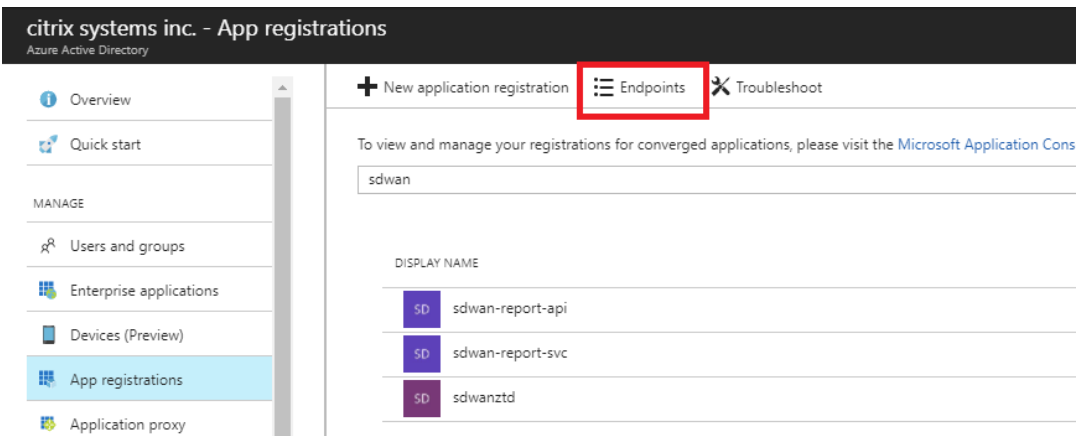 citrix systems inc. - App registrations
Azure Active Directory
Overview
Quick start
MANAGE
Users and groups
Enterprise applications
Devices (Preview)
App registrations
Application proxy
New application registration Endpoints Troubleshoot
To view and manage your registrations for converged applications, please visit the Microsoft Application Cons
sdwan
DISPLAY NAME
SD sdwan-report-api
SD sdwan-report-svc
SD sdwanztd